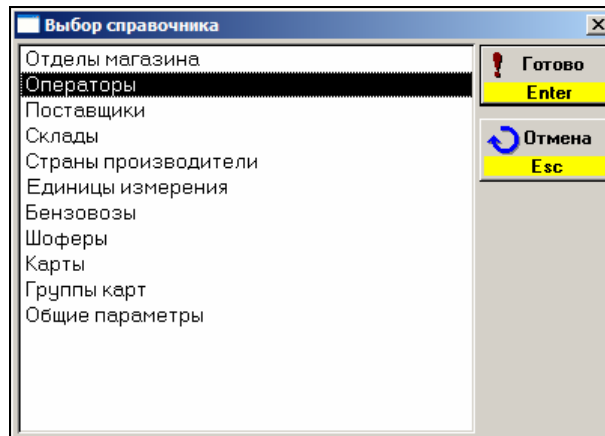 Выбор справочника
Отделы магазина
Операторы
Поставщики
Склады
Страны производители
Единицы измерения
Бензовозы
Шоферы
Карты
Группы карт
Общие параметры
Готово
Enter
Отмена
Esc